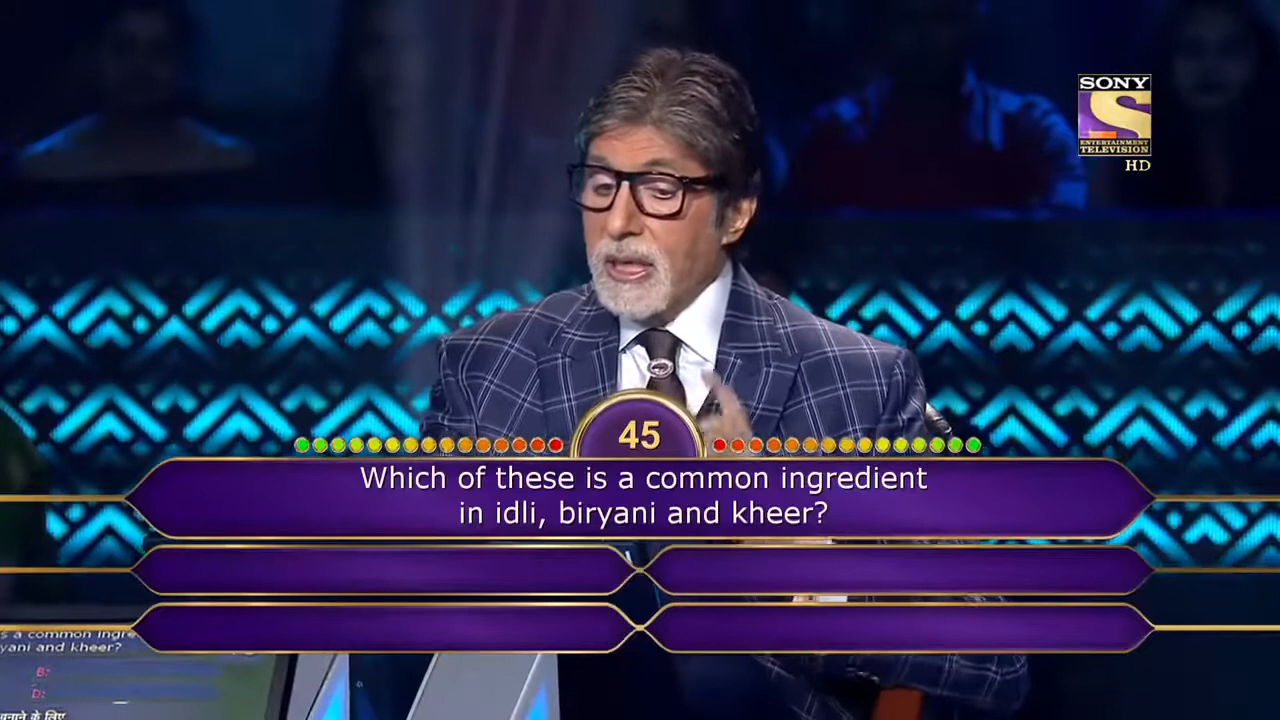 SONY
ENTERTAINMENT
TELEVISION
HD
45
Which of these is a common ingredient
in idli, biryani and kheer?
s a common ingre
yani and kheer?
B:
D:
बनाने के लिए